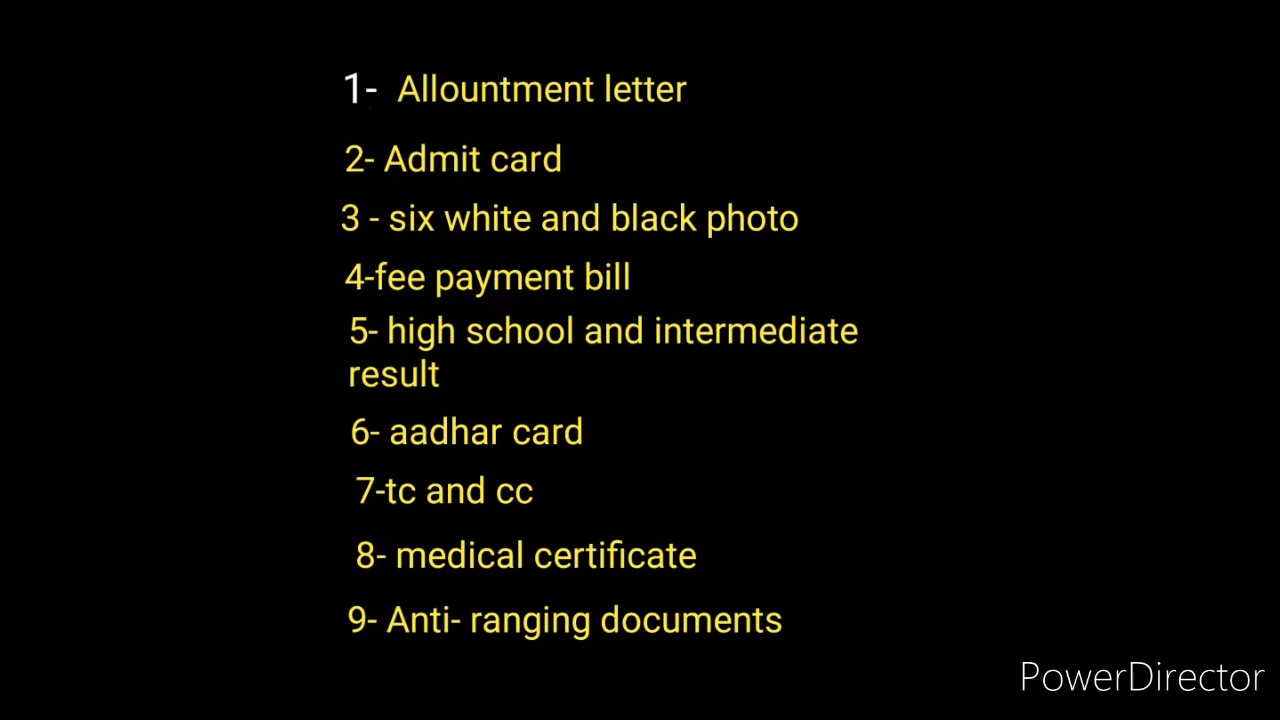 1- Allountment letter
2- Admit card
3 - six white and black photo
4-fee payment bill
5- high school and intermediate
result
6- aadhar card
7-tc and cc
8- medical certificate
9- Anti- ranging documents
PowerDirector